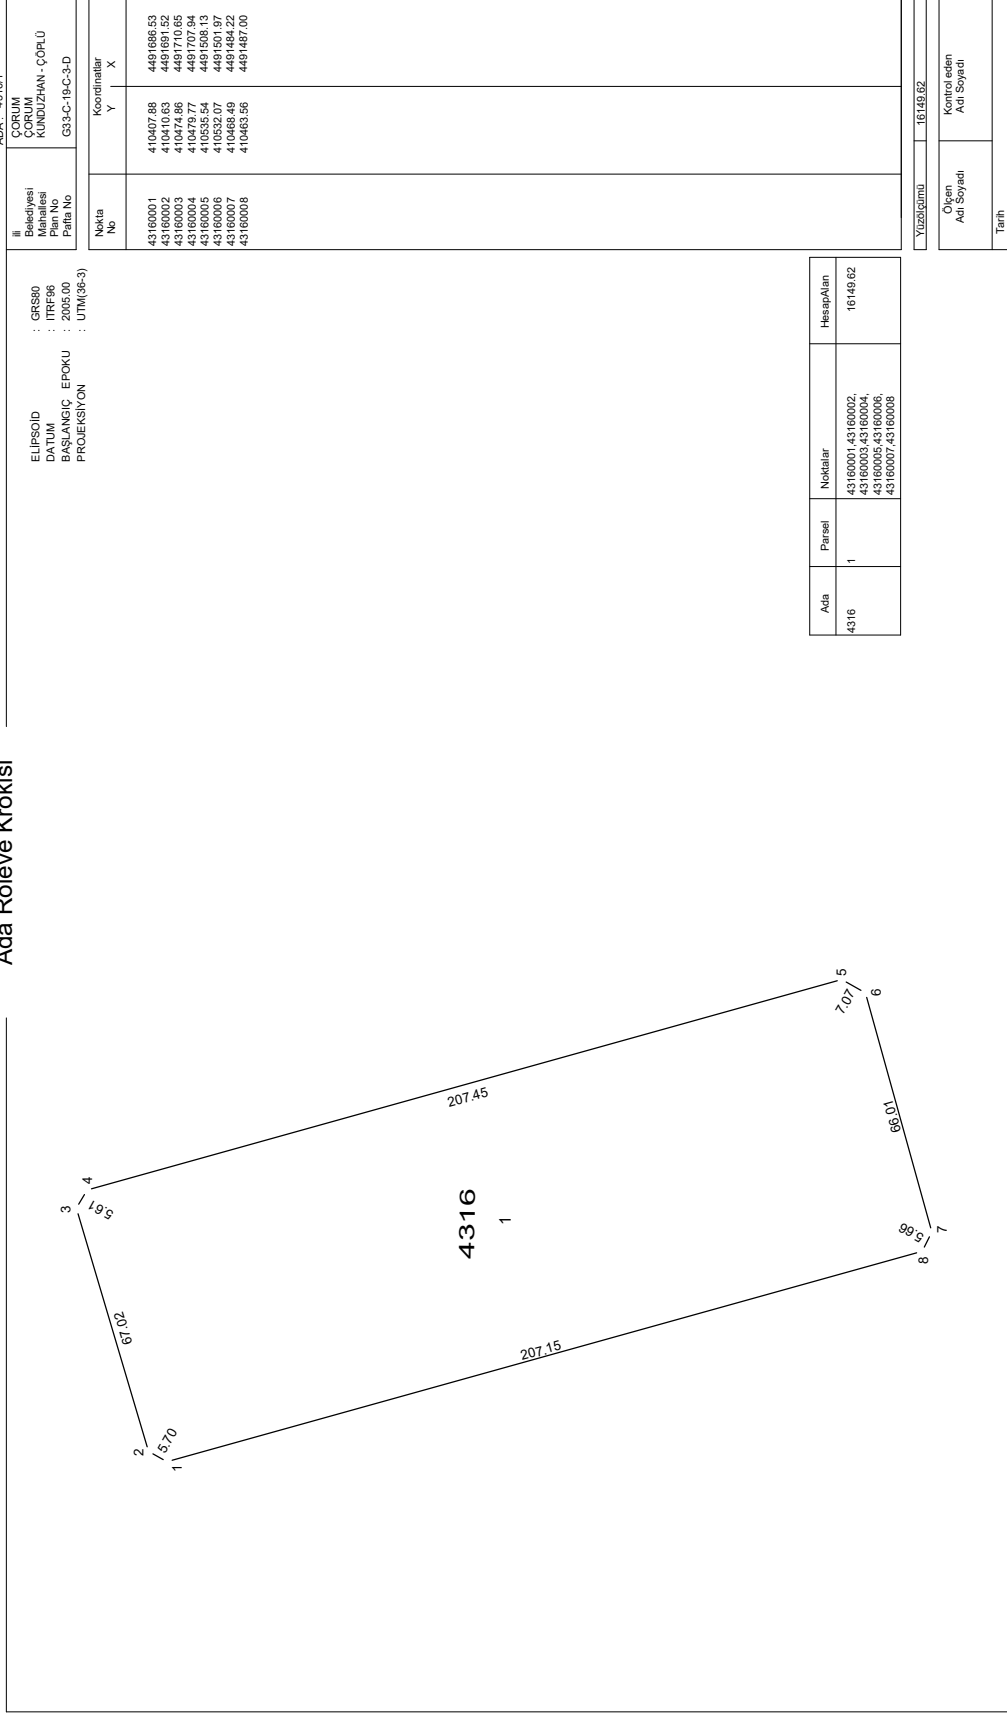 Ada Röleve Krokisi
ELİPSOİD : GRS80
DATUM : ITRF96
BAŞLANGIÇ EPOKU : 2005.00
PROJEKSİYON : UTM(36-3)
ili ÇORUM
Belediyesi ÇORUM
Mahallesi KUNDUZHAN - ÇÖPLÜ
Plan No
Pafta No G33-C-19-C-3-D
Nokta No Koordinatlar
Y X
43160001 410407.88 4491686.53
43160002 410410.63 4491691.52
43160003 410474.86 4491710.65
43160004 410479.77 4491707.94
43160005 410535.54 4491508.13
43160006 410532.07 4491501.97
43160007 410468.49 4491484.22
43160008 410463.56 4491487.00
3
4
5.61
67.02
2
5.70
1
207.45
4316
1
207.15
5
7.07
6
66.01
5.66
7
8
Ada Parsel Noktalar HesapAlan
4316 1 43160001,43160002, 16149.62
43160003,43160004,
43160005,43160006,
43160007,43160008
Yüzölçümü 16149.62
Ölçen Kontrol eden
Adı Soyadı Adı Soyadı
Tarih